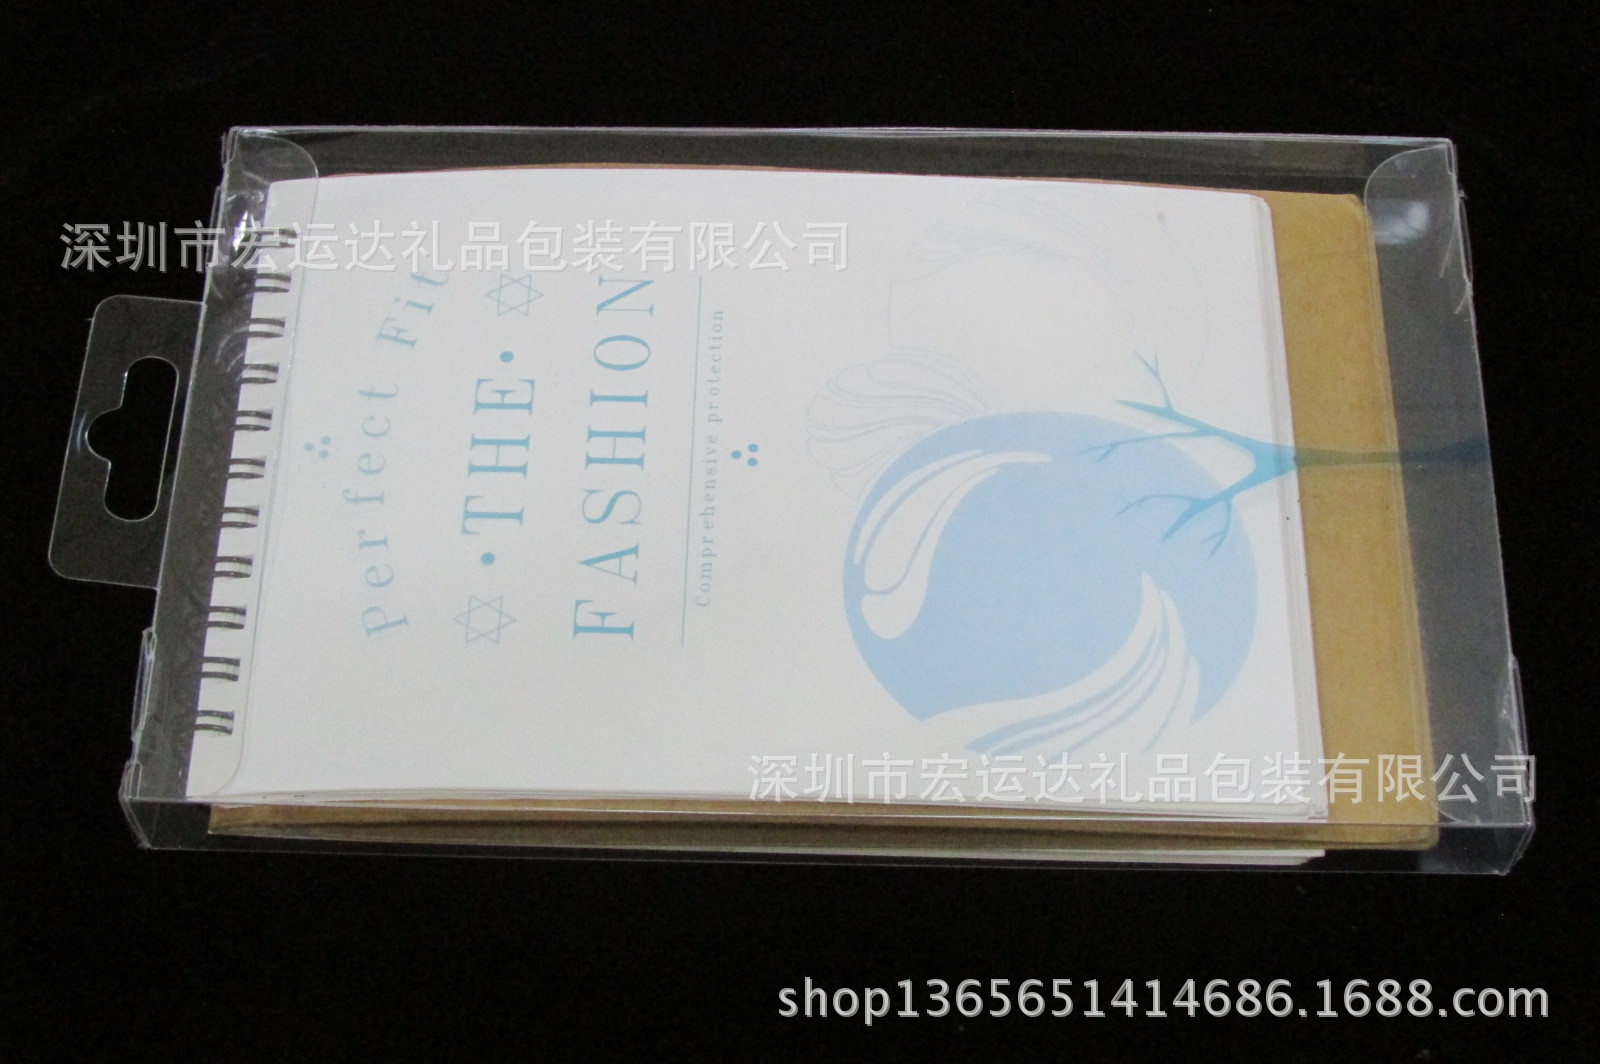 深圳市宏运达礼品包装有限公司
Perfect Fit
·THE·
FASHION
Comprehensive protection
深圳市宏运达礼品包装有限公司
shop1365651414686.1688.com